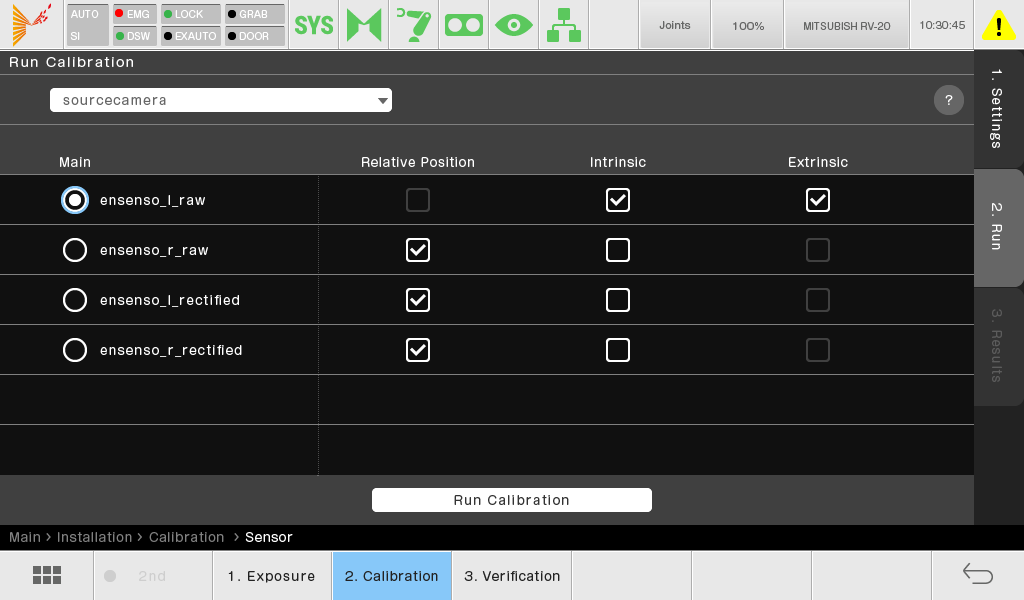 AUTO EMG LOCK GRAB
SI DSW EXAUTO DOOR
SYS
Joints
100%
MITSUBISH RV-20
10:30:45
Run Calibration
sourcecamera
?
Main Relative Position Intrinsic Extrinsic
ensenso_l_raw
ensenso_r_raw
ensenso_l_rectified
ensenso_r_rectified
Run Calibration
1. Settings
2. Run
3. Results
Main > Installation > Calibration > Sensor
2nd
1. Exposure
2. Calibration
3. Verification